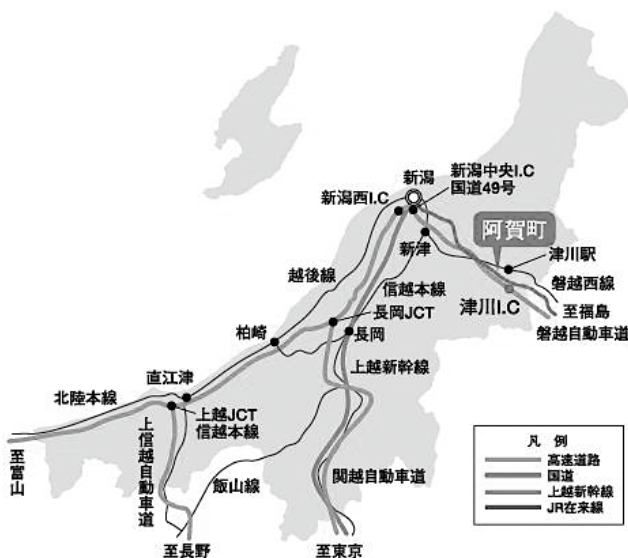 新潟
新潟中央I.C
国道49号
新潟西I.C
阿賀町
新津
津川駅
磐越西線
越後線
信越本線
津川I.C
至福島
磐越自動車道
長岡JCT
柏崎
長岡
上越新幹線
直江津
北陸本線
上越JCT
信越本線
上信越自動車道
飯山線
関越自動車道
至富山
至長野
至東京
凡 例
高速道路
国道
上越新幹線
JR在来線